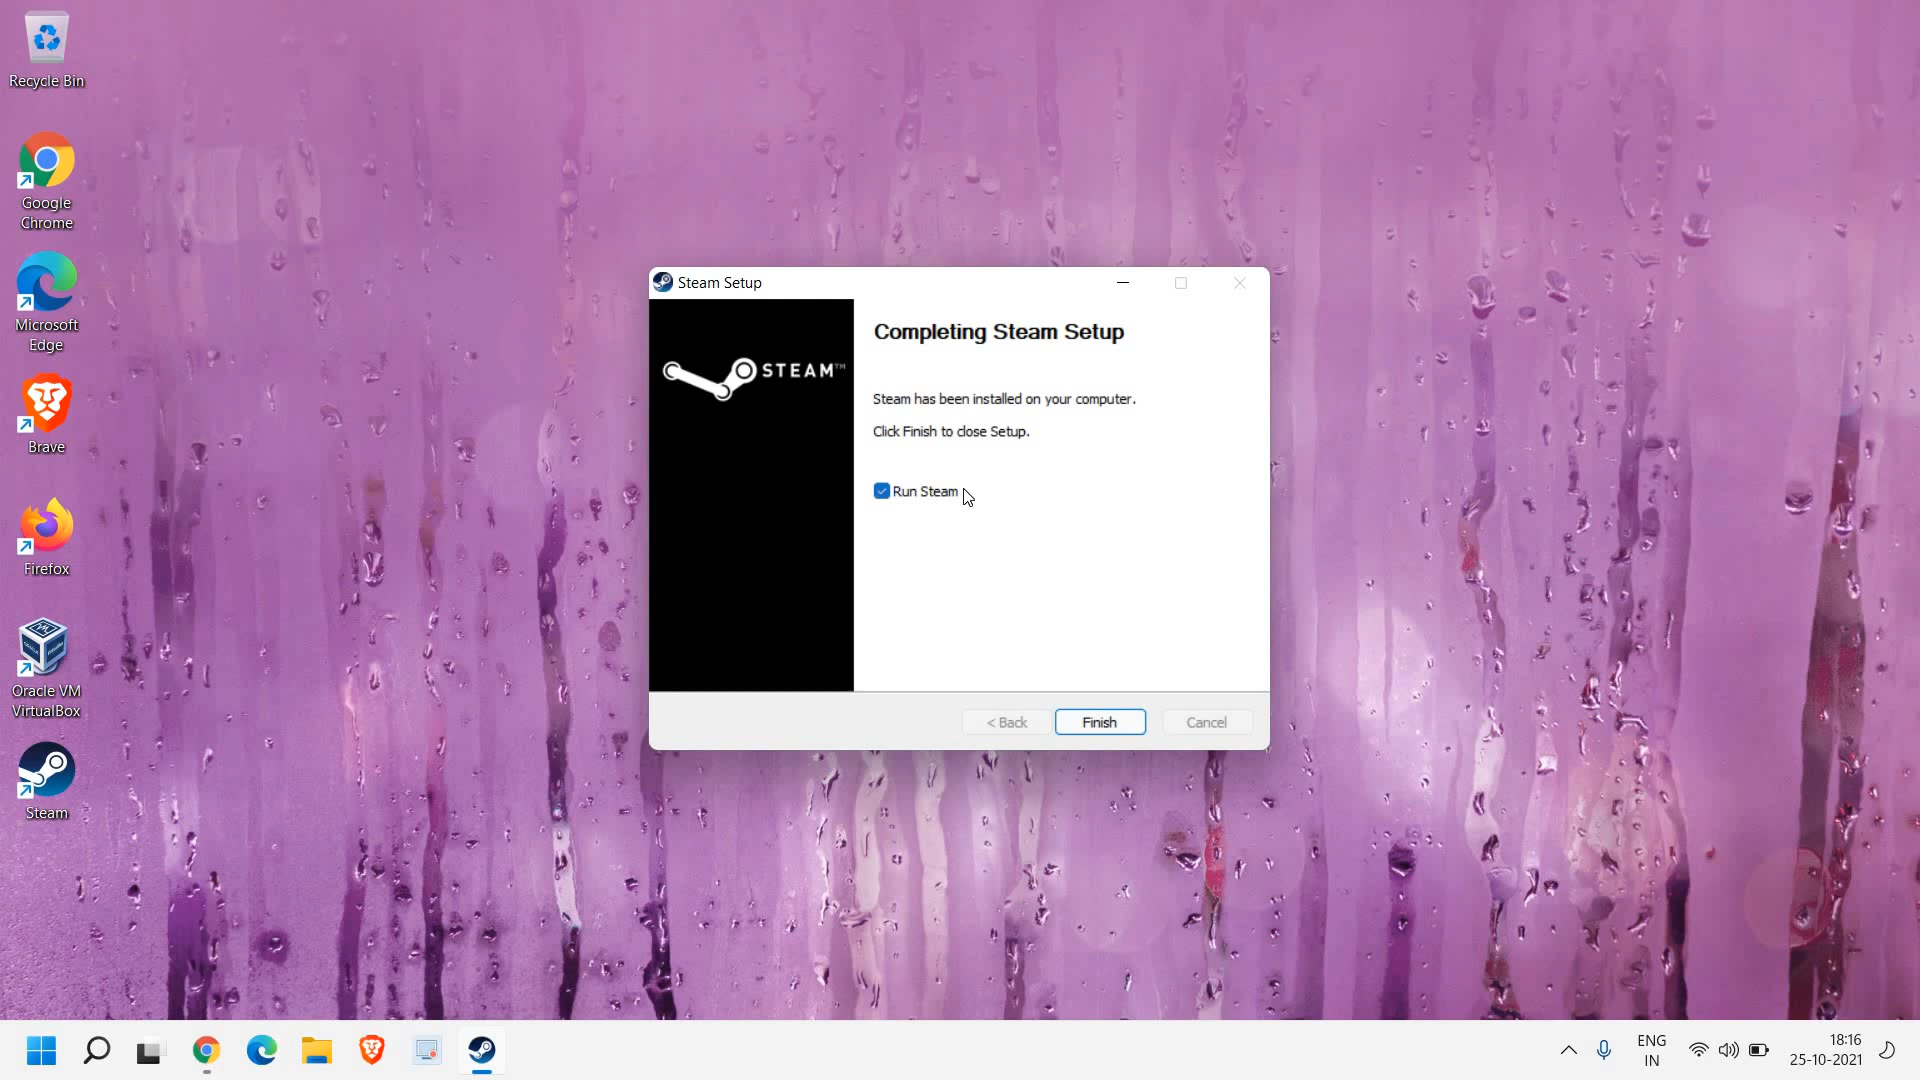 Recycle Bin
Google
Chrome
Microsoft
Edge
Brave
Firefox
Oracle VM
VirtualBox
Steam
Steam Setup
STEAM™
Completing Steam Setup
Steam has been installed on your computer.
Click Finish to close Setup.
Run Steam
< Back
Finish
Cancel
ENG
IN
18:16
25-10-2021